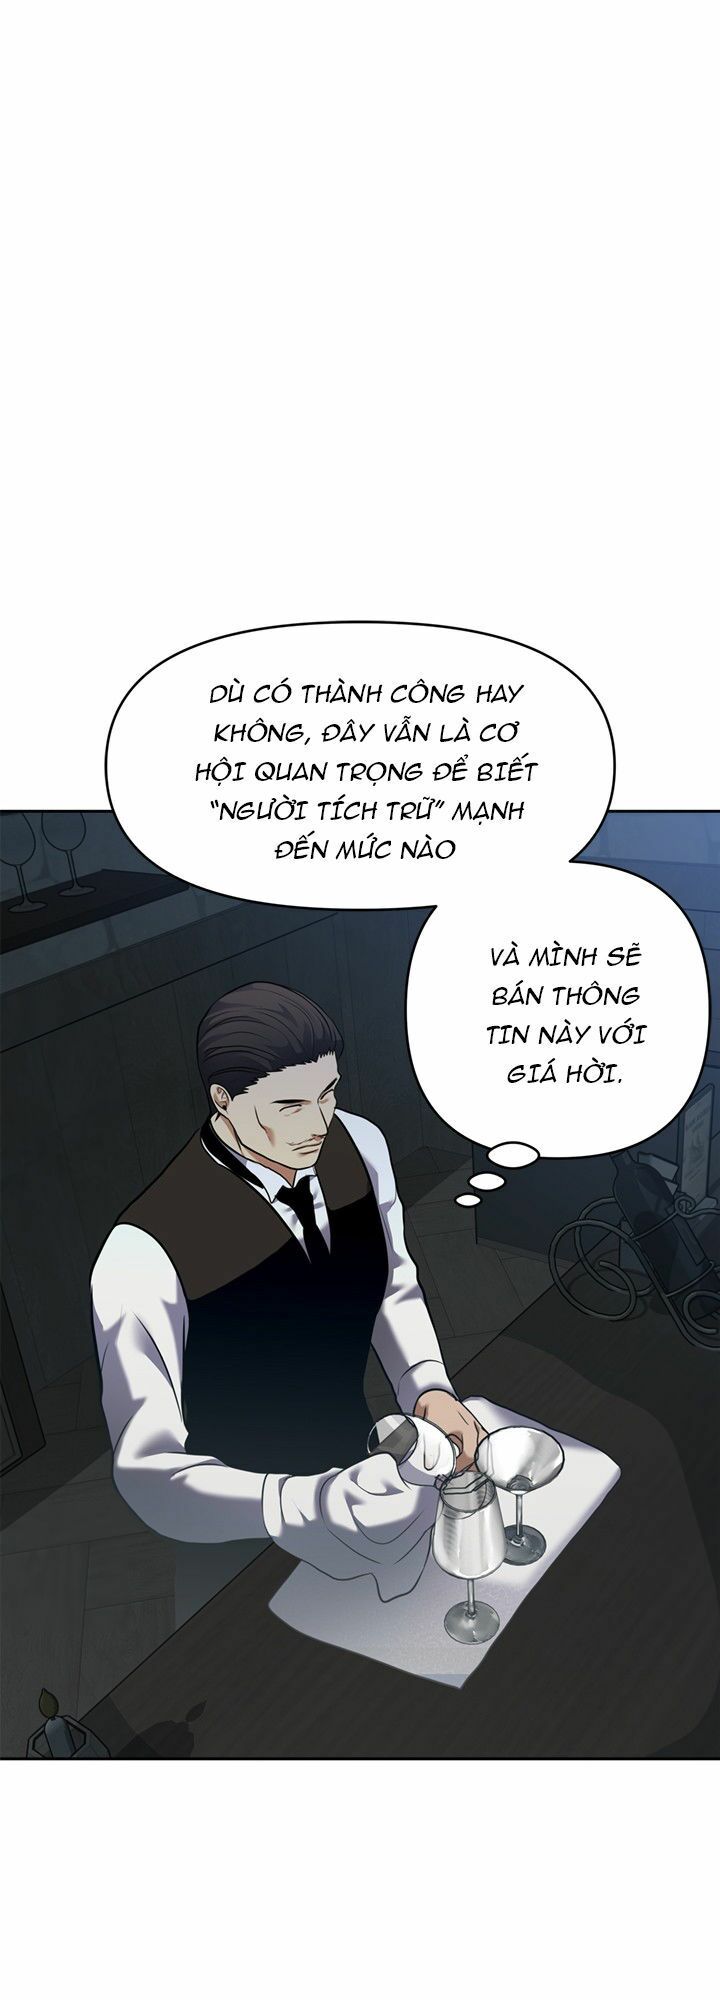 DÙ CÓ THÀNH CÔNG HAY
KHÔNG, ĐÂY VẪN LÀ CƠ
HỘI QUAN TRỌNG ĐỂ BIẾT
"NGƯỜI TÍCH TRỮ" MẠNH
ĐẾN MỨC NÀO
VÀ MÌNH SẼ
BÁN THÔNG
TIN NÀY VỚI
GIÁ HỜI.